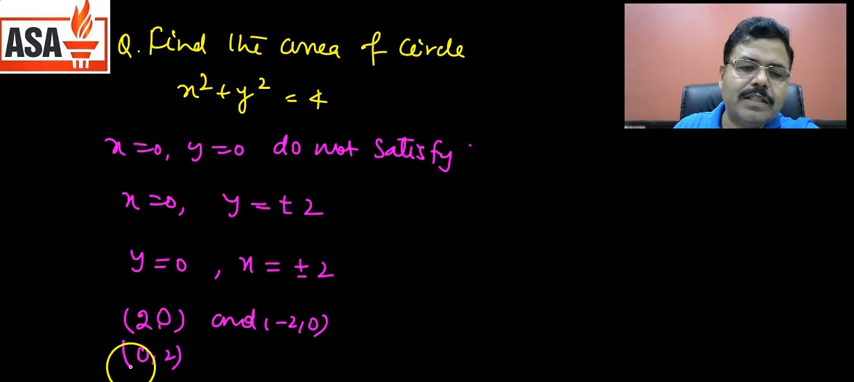 ASA
Q. Find the area of circle
x² + y² = 4
x=0, y=0 do not satisfy.
x=0, y = ± 2
y=0, x = ± 2
(2 0) and (-2,0)
(0, 2)